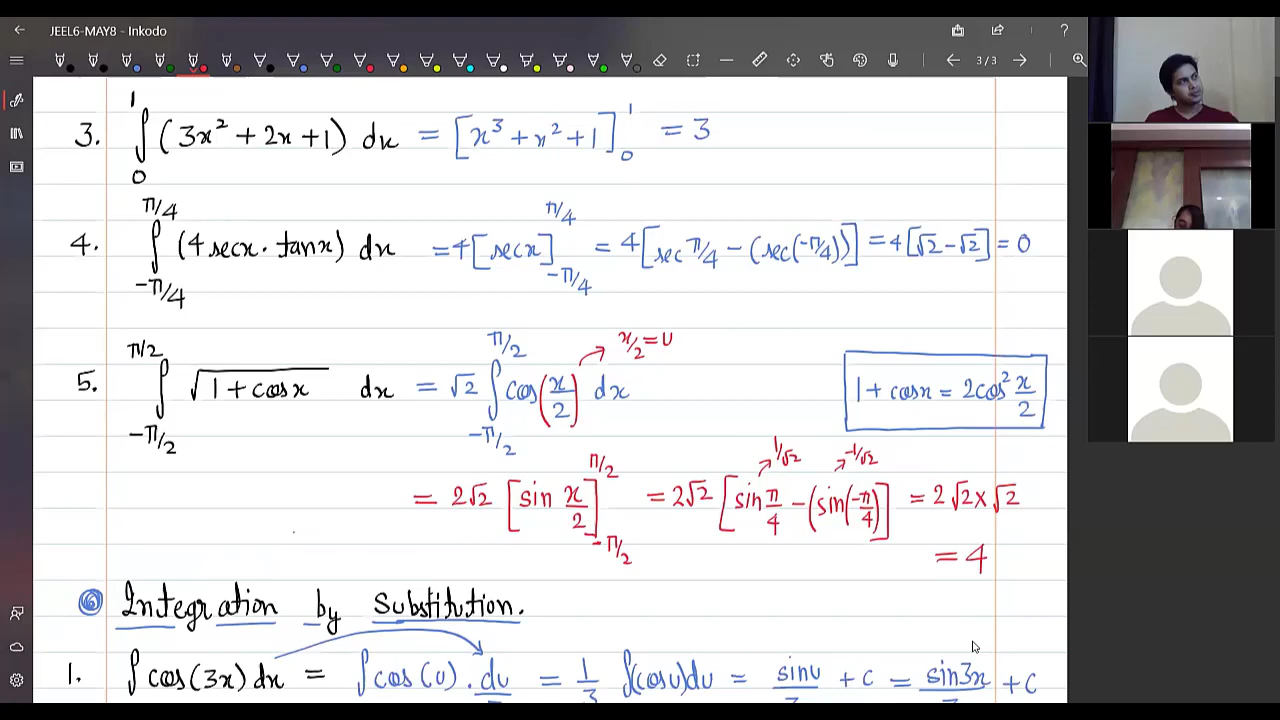 JEEL6-MAY8 - Inkodo
3/3
3. ∫₀¹ (3x² + 2x + 1) dx = [x³ + x² + 1]₀¹ = 3
4. ∫_{-π/4}^{π/4} (4secx·tanx) dx = 4[secx]_{-π/4}^{π/4} = 4[sec π/4 − (sec(-π/4))] = 4[√2 − √2] = 0
x/2 = u
5. ∫_{-π/2}^{π/2} √(1+cosx) dx = √2 ∫_{-π/2}^{π/2} cos(x/2) dx
1 + cosx = 2cos² x/2
1/√2 -1/√2
= 2√2 [sin x/2]_{-π/2}^{π/2} = 2√2 [sin π/4 − (sin(-π/4)] = 2√2 × √2
= 4
6 Integration by Substitution.
1. ∫cos(3x) dx = ∫cos(u).du = 1/3 ∫(cosu)du = sinu + c = sin3x + c